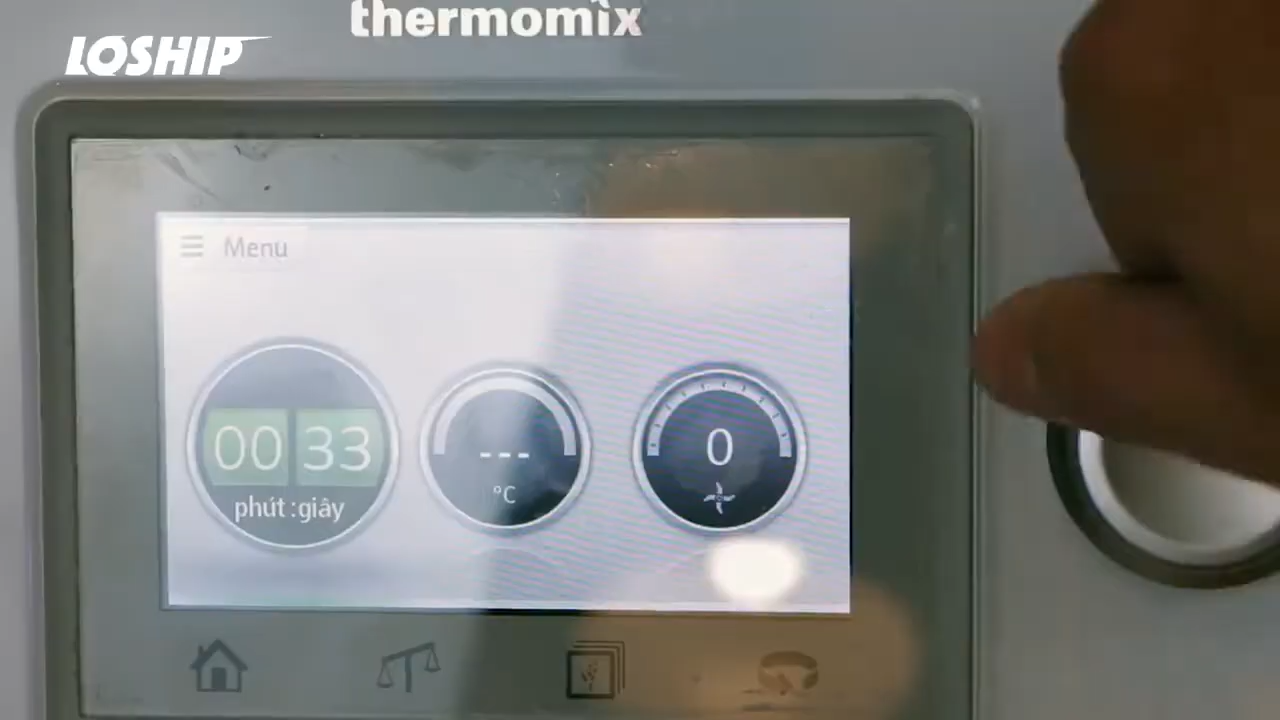 thermomix
LOSHIP
Menu
00 33
phút :giây
---
°C
0